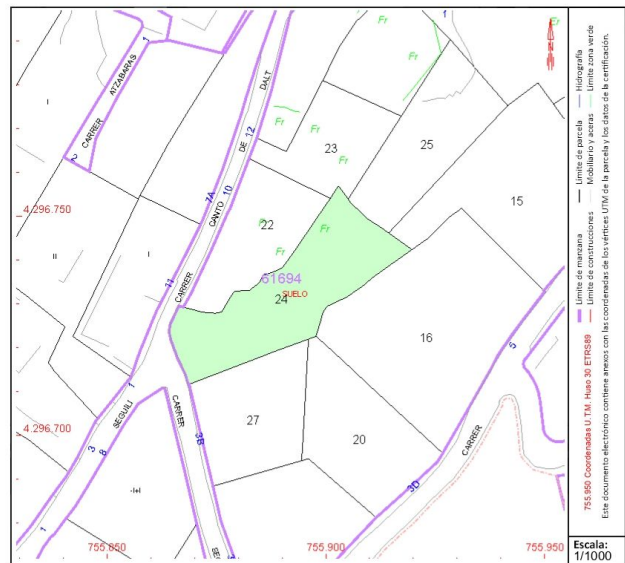 Fr
Fr
Fr
1
1
CARRER ATZABARAS
2
I
CARRER CANTO DE DALT
12
10
7A
11
Fr
23
Fr
25
15
4.296.750
22
Fr
Fr
Fr
II
I
61694
SUELO
24
16
1
SEGUILI
3
8
1
CARRER
3B
27
20
CARRER
5
3D
4.296.700
-I+I
755.850
755.900
755.950
Límite de manzana
Límite de parcela
Hidrografía
Límite de construcciones
Mobiliario y aceras
Límite zona verde
755.950 Coordenadas U.T.M. Huso 30 ETRS89
Este documento electrónico contiene anexos con las coordenadas de los vértices UTM de la parcela y los datos de la certificación.
Escala:
1/1000